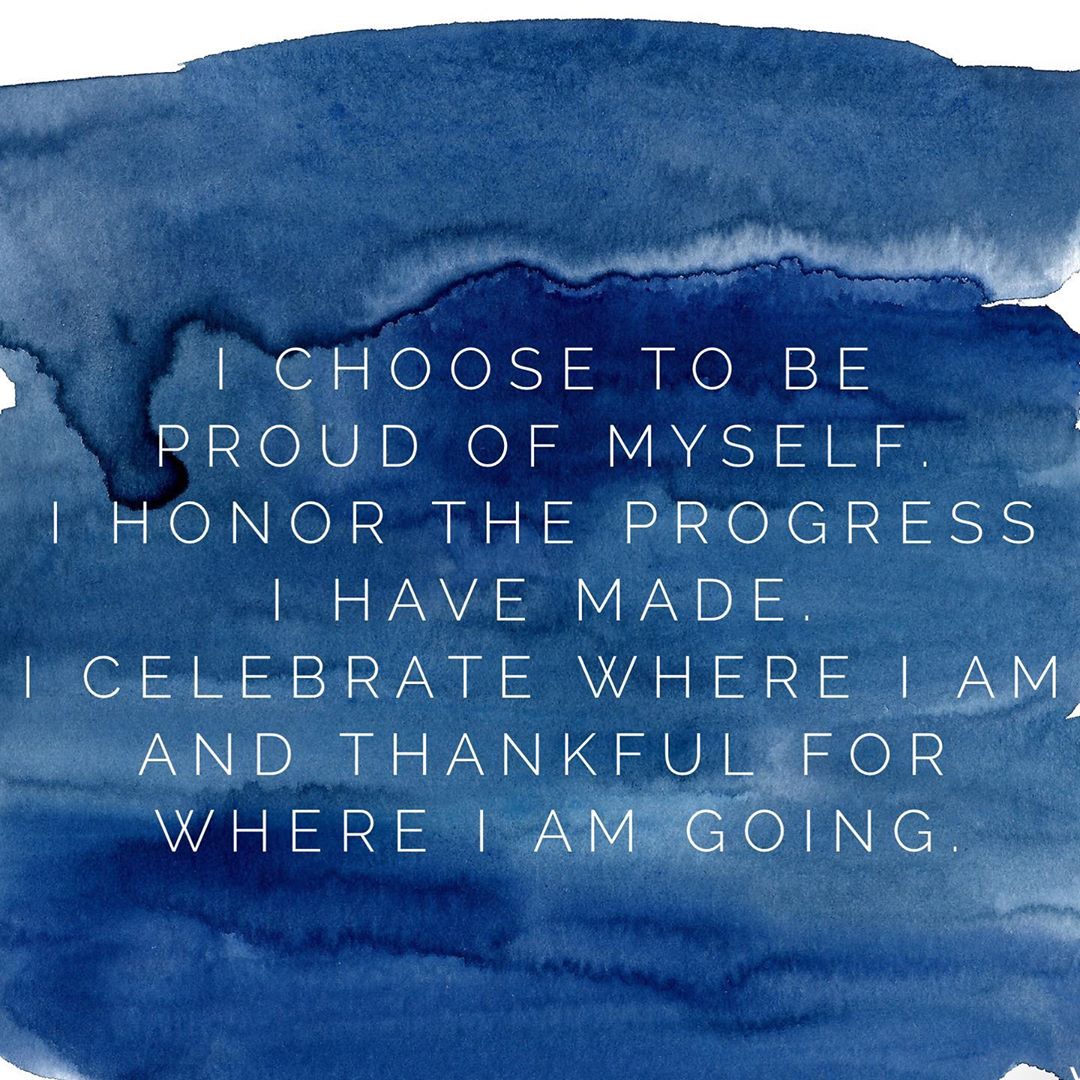 I CHOOSE TO BE
PROUD OF MYSELF.
I HONOR THE PROGRESS
I HAVE MADE.
I CELEBRATE WHERE I AM
AND THANKFUL FOR
WHERE I AM GOING.